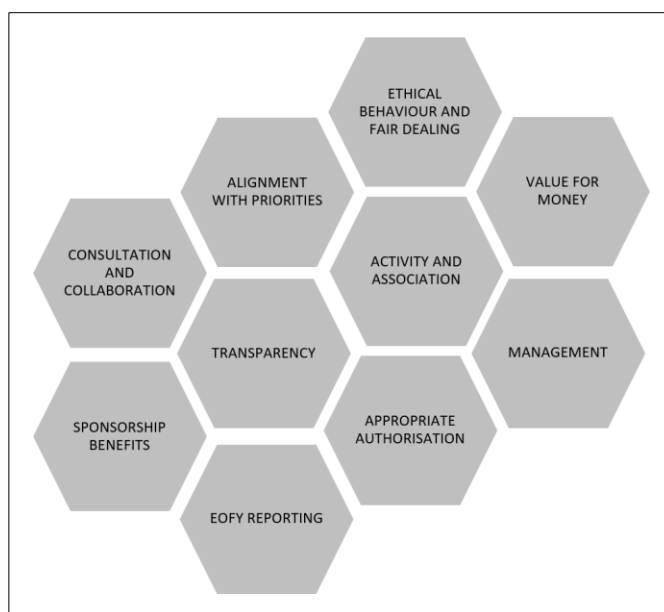 ETHICAL
BEHAVIOUR AND
FAIR DEALING
ALIGNMENT
WITH PRIORITIES
VALUE FOR
MONEY
CONSULTATION
AND
COLLABORATION
ACTIVITY AND
ASSOCIATION
TRANSPARENCY
MANAGEMENT
SPONSORSHIP
BENEFITS
APPROPRIATE
AUTHORISATION
EOFY REPORTING